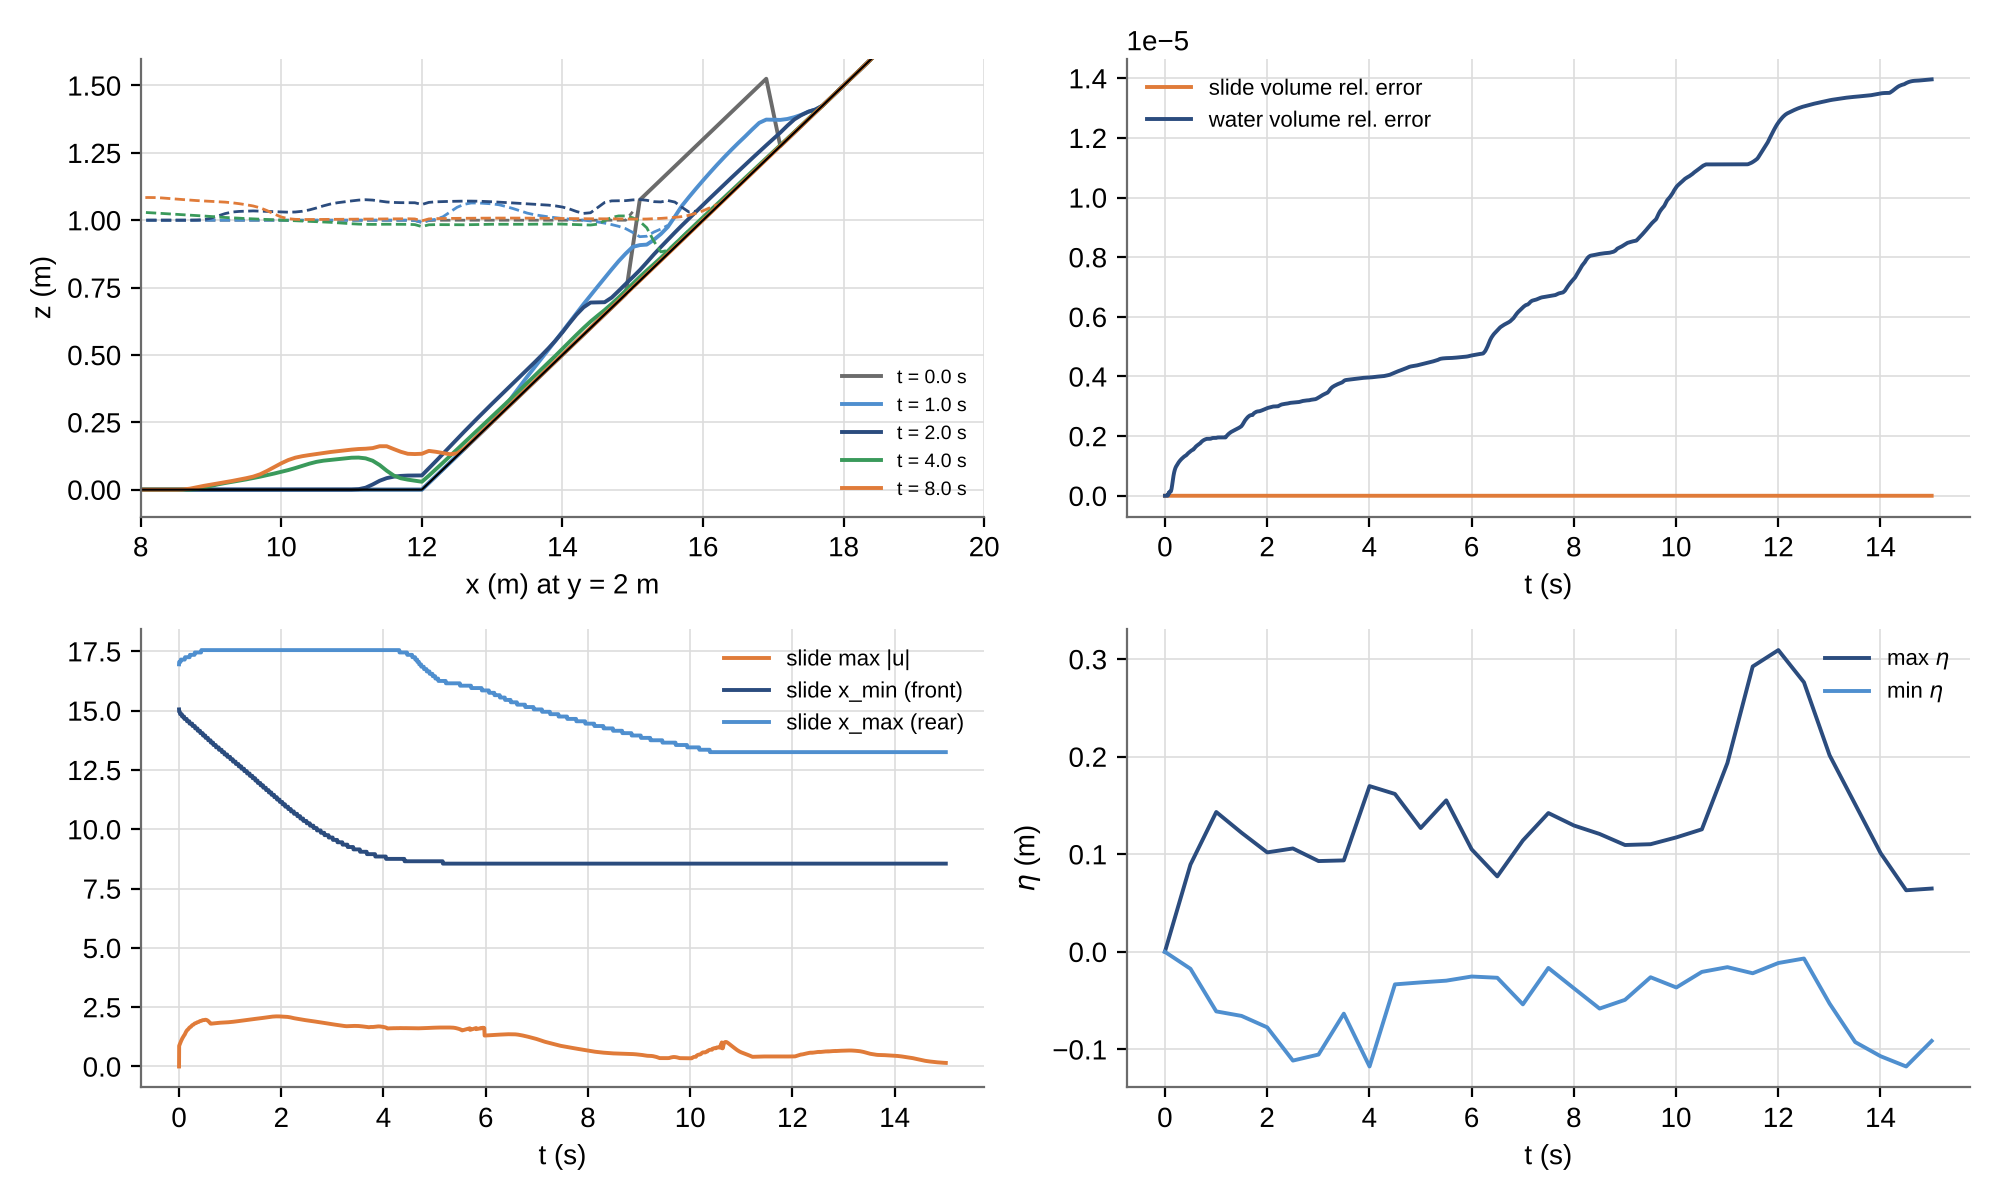 1.50
1.25
1.00
0.75
0.50
0.25
0.00
z (m)
8 10 12 14 16 18 20
x (m) at y = 2 m
t = 0.0 s
t = 1.0 s
t = 2.0 s
t = 4.0 s
t = 8.0 s
1e−5
1.4
1.2
1.0
0.8
0.6
0.4
0.2
0.0
slide volume rel. error
water volume rel. error
0 2 4 6 8 10 12 14
t (s)
17.5
15.0
12.5
10.0
7.5
5.0
2.5
0.0
slide max |u|
slide x_min (front)
slide x_max (rear)
0 2 4 6 8 10 12 14
t (s)
0.3
0.2
0.1
0.0
−0.1
η (m)
max η
min η
0 2 4 6 8 10 12 14
t (s)